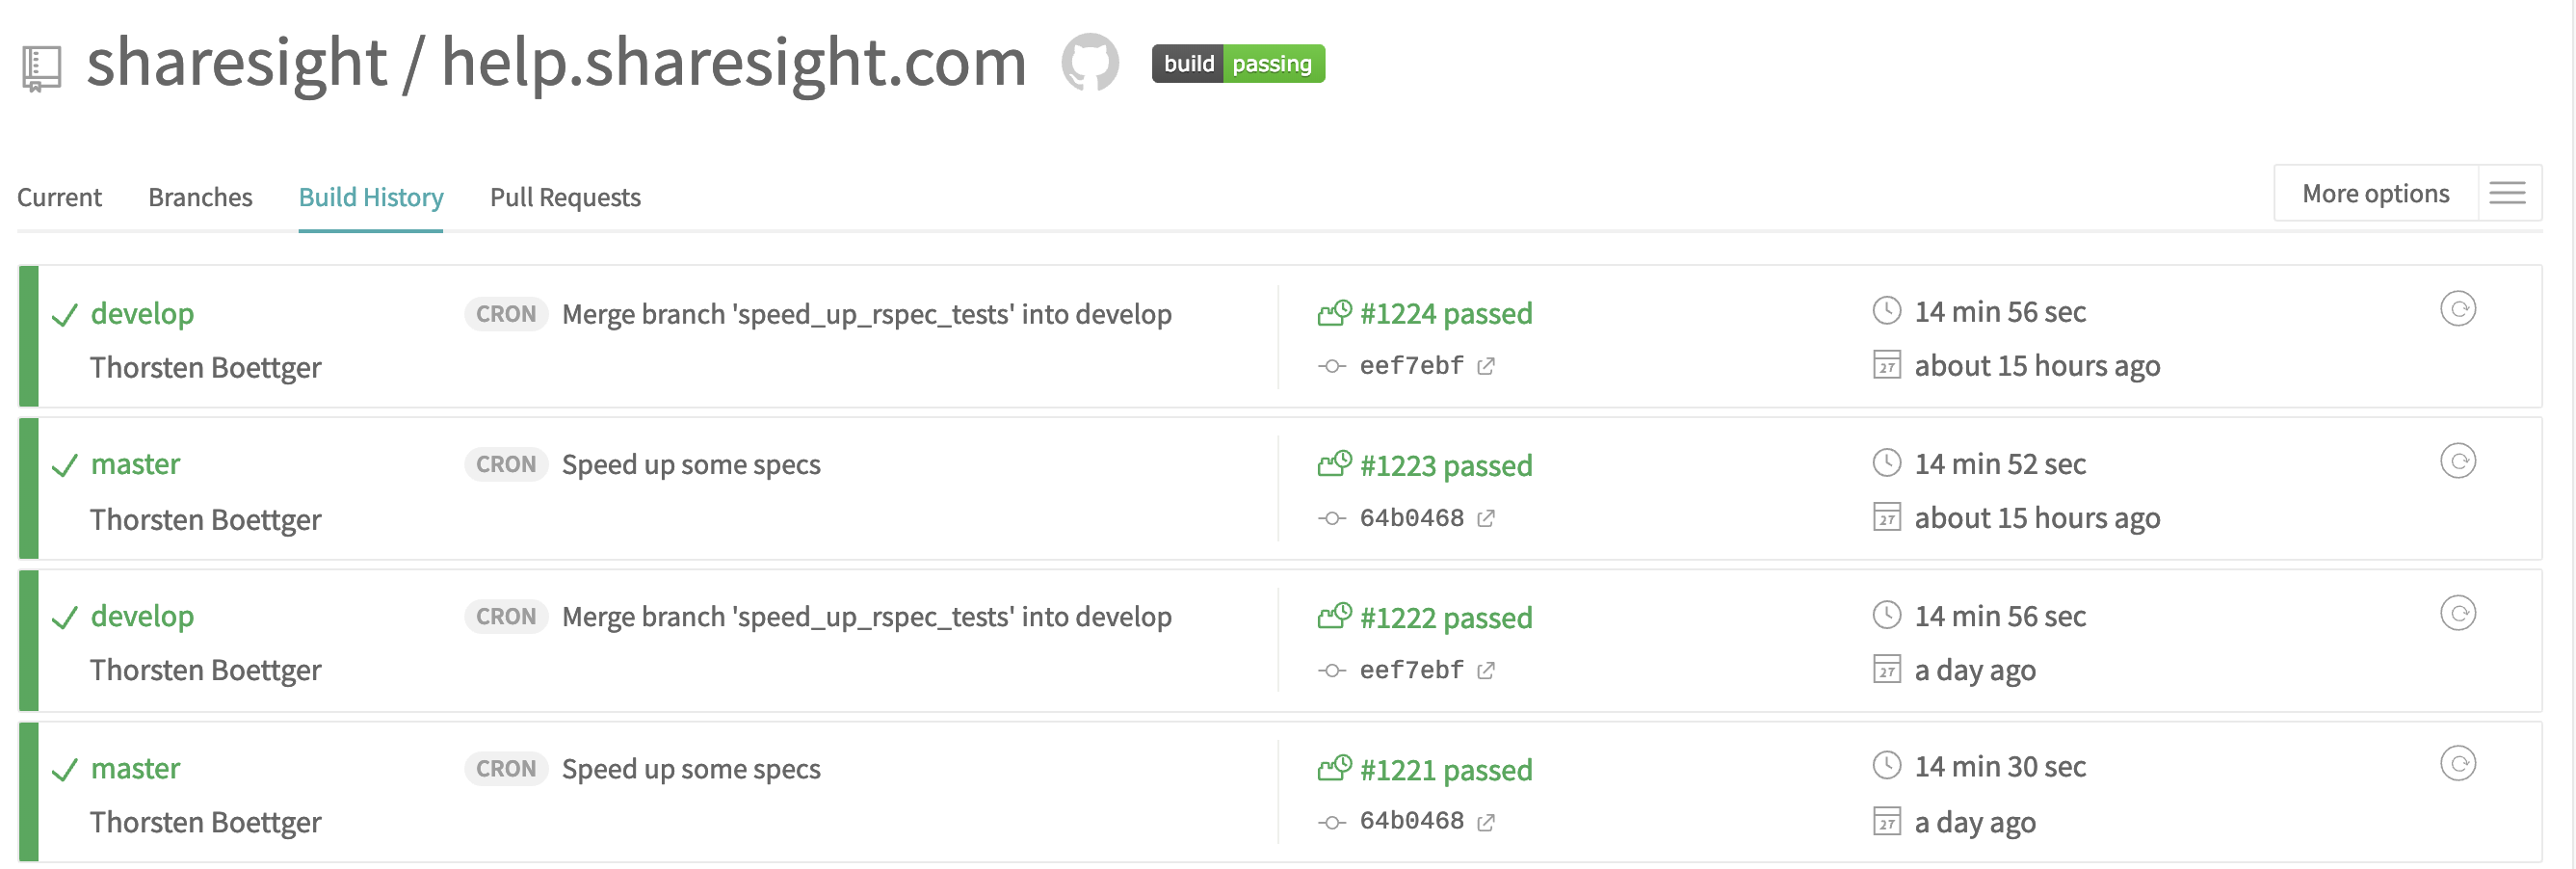 sharesight / help.sharesight.com build passing
Current Branches Build History Pull Requests More options
develop CRON Merge branch 'speed_up_rspec_tests' into develop #1224 passed 14 min 56 sec
Thorsten Boettger eef7ebf 27 about 15 hours ago
master CRON Speed up some specs #1223 passed 14 min 52 sec
Thorsten Boettger 64b0468 27 about 15 hours ago
develop CRON Merge branch 'speed_up_rspec_tests' into develop #1222 passed 14 min 56 sec
Thorsten Boettger eef7ebf 27 a day ago
master CRON Speed up some specs #1221 passed 14 min 30 sec
Thorsten Boettger 64b0468 27 a day ago